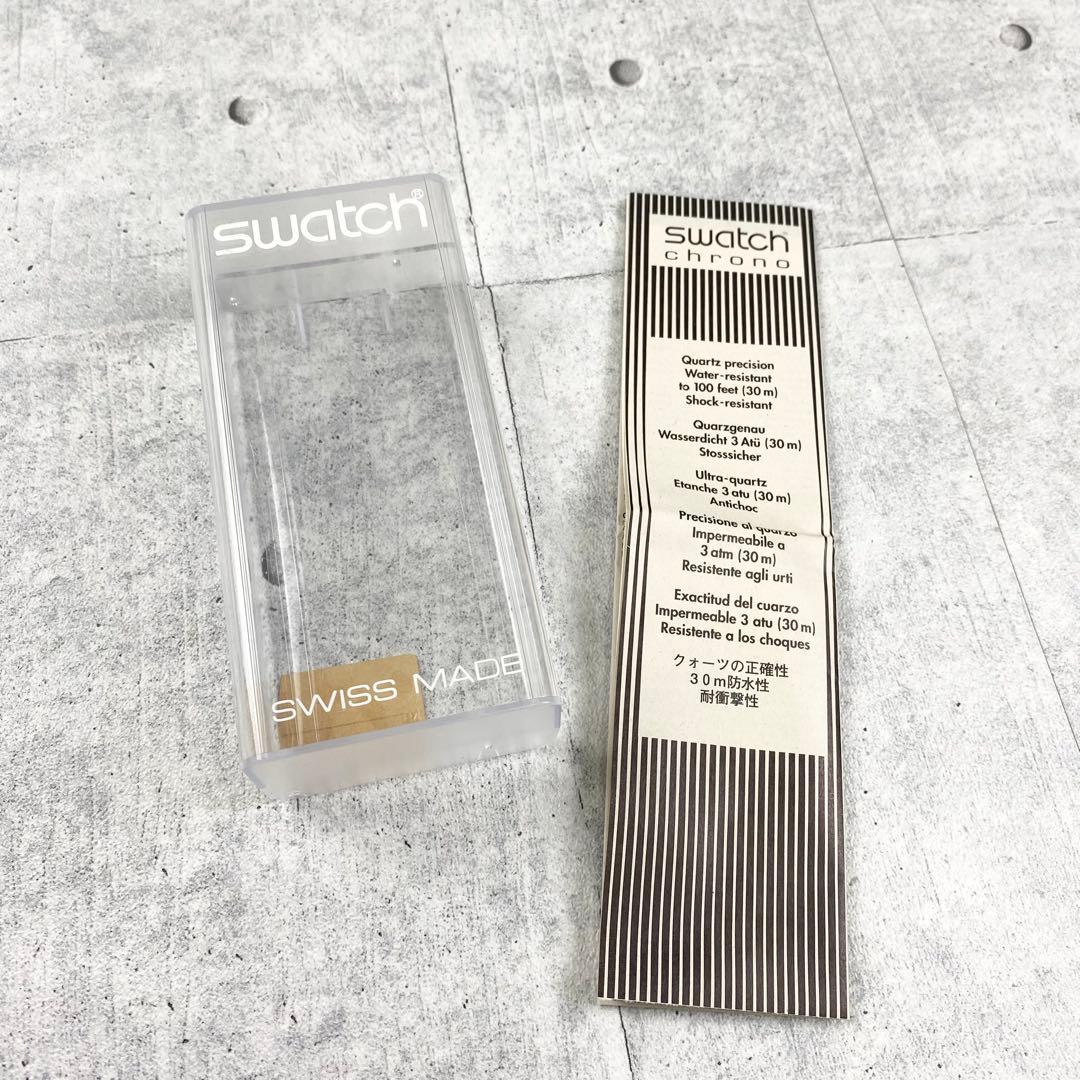 swatch®
SWISS MADE
swatch
chrono
Quartz precision
Water-resistant
to 100 feet (30 m)
Shock-resistant
Quarzgenau
Wasserdicht 3 Atü (30 m)
Stosssicher
Ultra-quartz
Etanche 3 atu (30 m)
Antichoc
Precisione al quarzo
Impermeabile a
3 atm (30 m)
Resistente agli urti
Exactitud del cuarzo
Impermeable 3 atu (30 m)
Resistente a los choques
クォーツの正確性
30m防水性
耐衝撃性